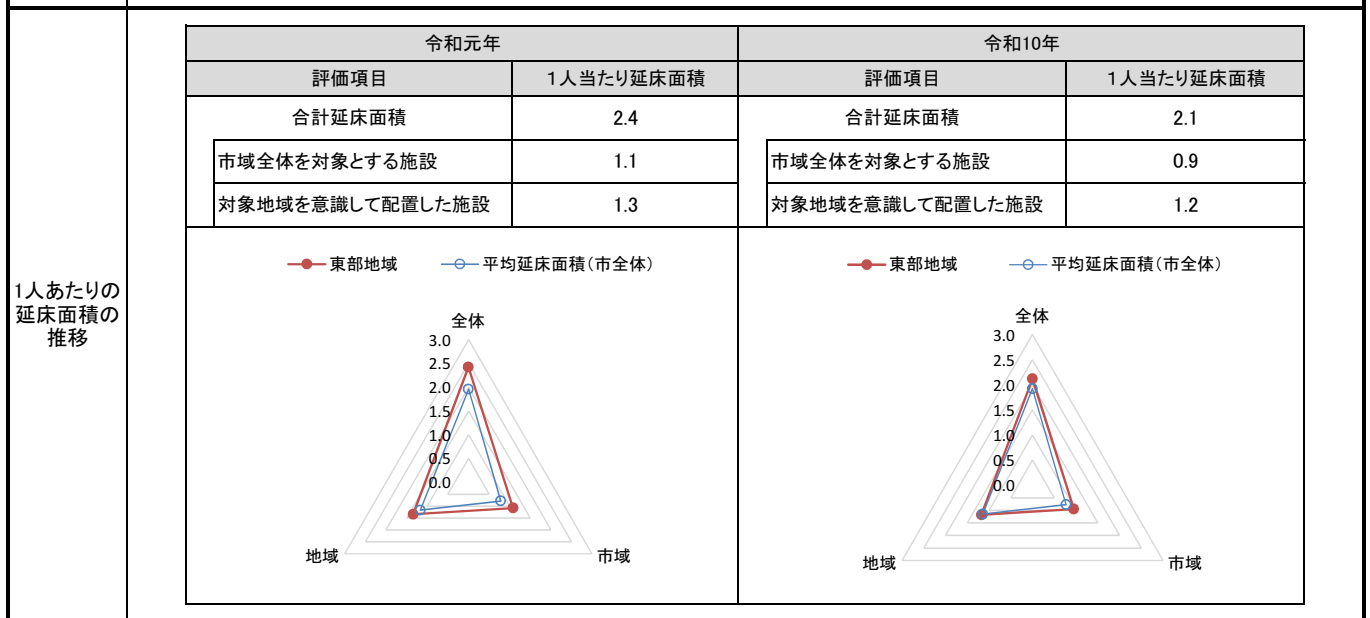 1人あたりの
延床面積の
推移
令和元年 令和10年
評価項目 1人当たり延床面積 評価項目 1人当たり延床面積
合計延床面積 2.4 合計延床面積 2.1
市域全体を対象とする施設 1.1 市域全体を対象とする施設 0.9
対象地域を意識して配置した施設 1.3 対象地域を意識して配置した施設 1.2
東部地域 平均延床面積(市全体)
全体
3.0
2.5
2.0
1.5
1.0
0.5
0.0
地域 市域
東部地域 平均延床面積(市全体)
全体
3.0
2.5
2.0
1.5
1.0
0.5
0.0
地域 市域